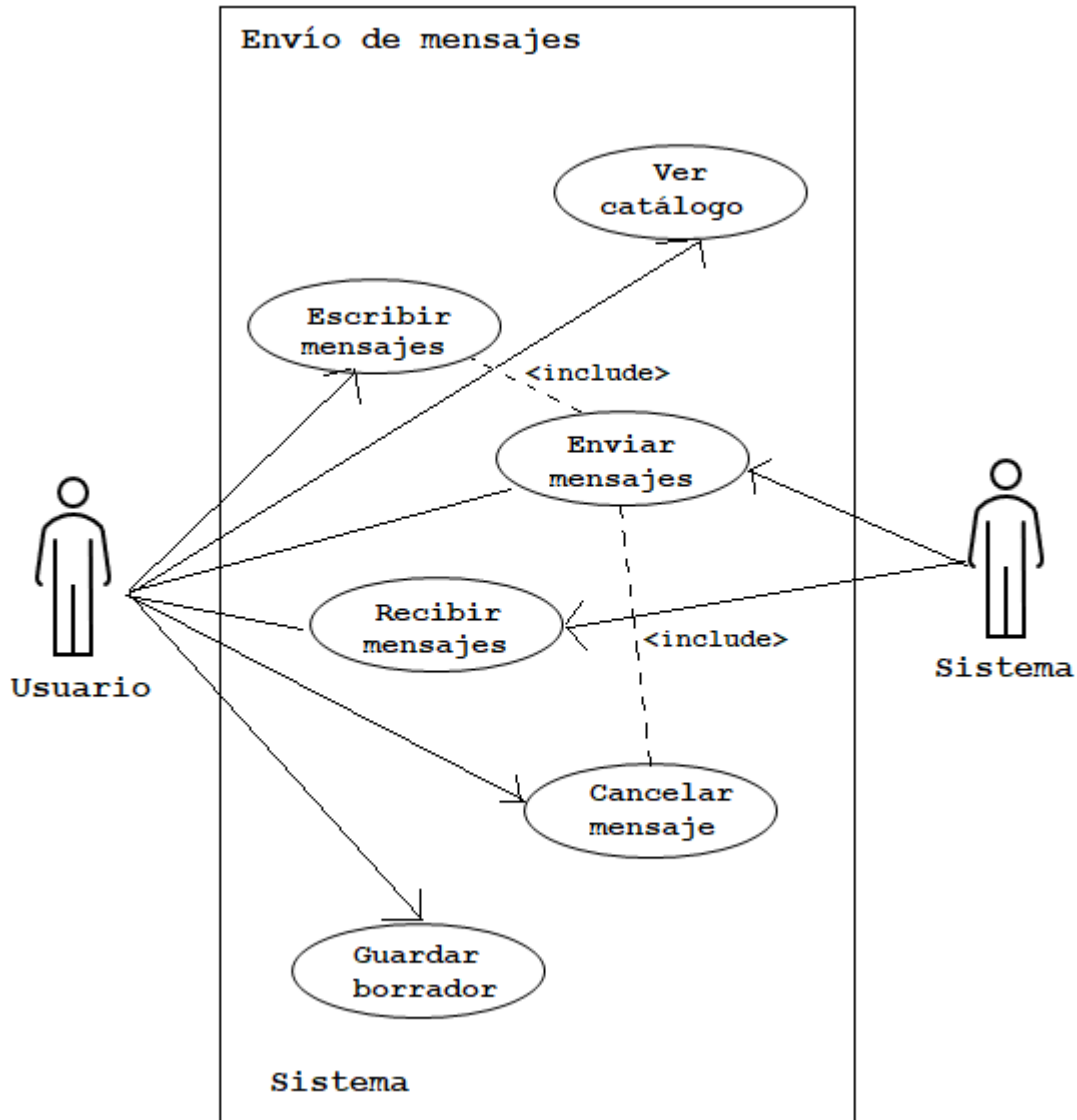 Envío de mensajes
Ver
catálogo
Escribir
mensajes
<include>
Enviar
mensajes
Recibir
mensajes
<include>
Usuario
Sistema
Cancelar
mensaje
Guardar
borrador
Sistema